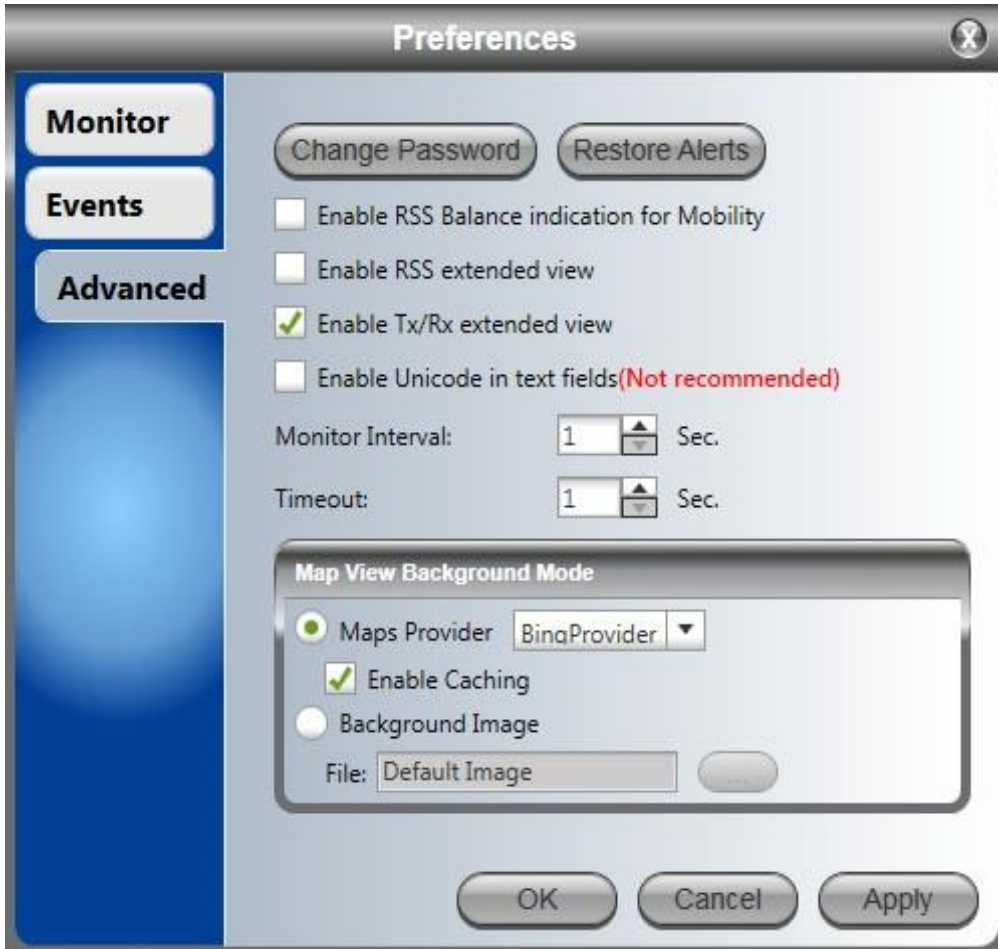 Preferences
X
Monitor
Events
Advanced
Change Password
Restore Alerts
Enable RSS Balance indication for Mobility
Enable RSS extended view
Enable Tx/Rx extended view
Enable Unicode in text fields(Not recommended)
Monitor Interval: 1 Sec.
Timeout: 1 Sec.
Map View Background Mode
Maps Provider BingProvider
Enable Caching
Background Image
File: Default Image ...
OK Cancel Apply